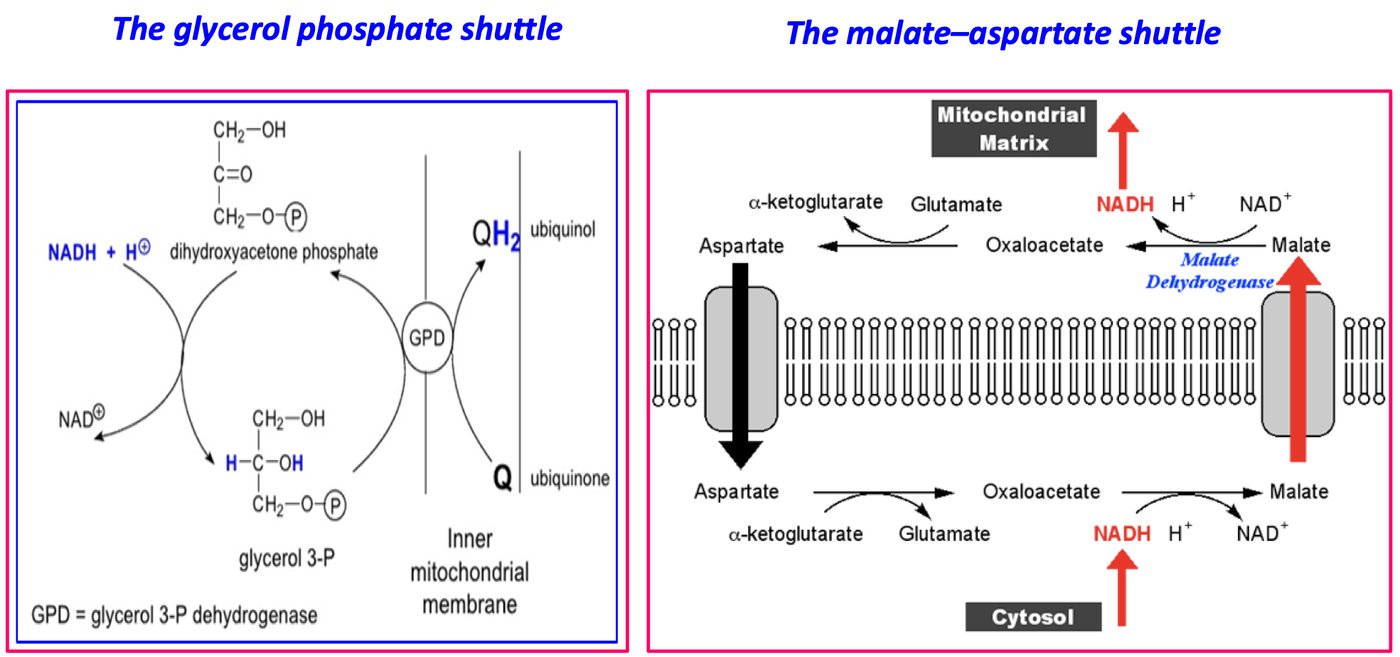 The glycerol phosphate shuttle
CH2—OH
C=O
CH2—O—P
NADH + H⊕
dihydroxyacetone phosphate
QH2
ubiquinol
GPD
NAD⊕
CH2—OH
H—C—OH
CH2—O—P
Q
ubiquinone
glycerol 3-P
Inner
mitochondrial
membrane
GPD = glycerol 3-P dehydrogenase
The malate–aspartate shuttle
Mitochondrial
Matrix
α-ketoglutarate
Glutamate
NADH
H+
NAD+
Aspartate
Oxaloacetate
Malate
Malate
Dehydrogenase
Aspartate
Oxaloacetate
Malate
α-ketoglutarate
Glutamate
NADH
H+
NAD+
Cytosol